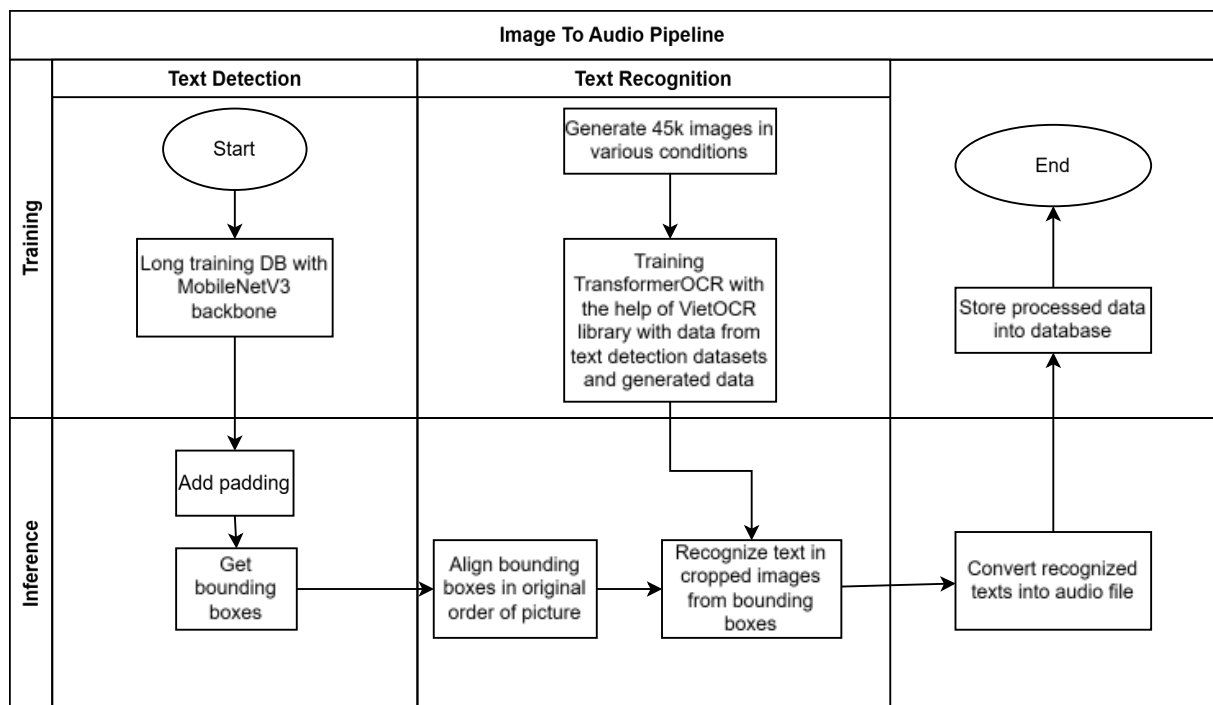 Image To Audio Pipeline
Text Detection
Text Recognition
Training
Start
Long training DB with
MobileNetV3
backbone
Generate 45k images in
various conditions
Training
TransformerOCR with
the help of VietOCR
library with data from
text detection datasets
and generated data
End
Store processed data
into database
Inference
Add padding
Get
bounding
boxes
Align bounding
boxes in original
order of picture
Recognize text in
cropped images
from bounding
boxes
Convert recognized
texts into audio file